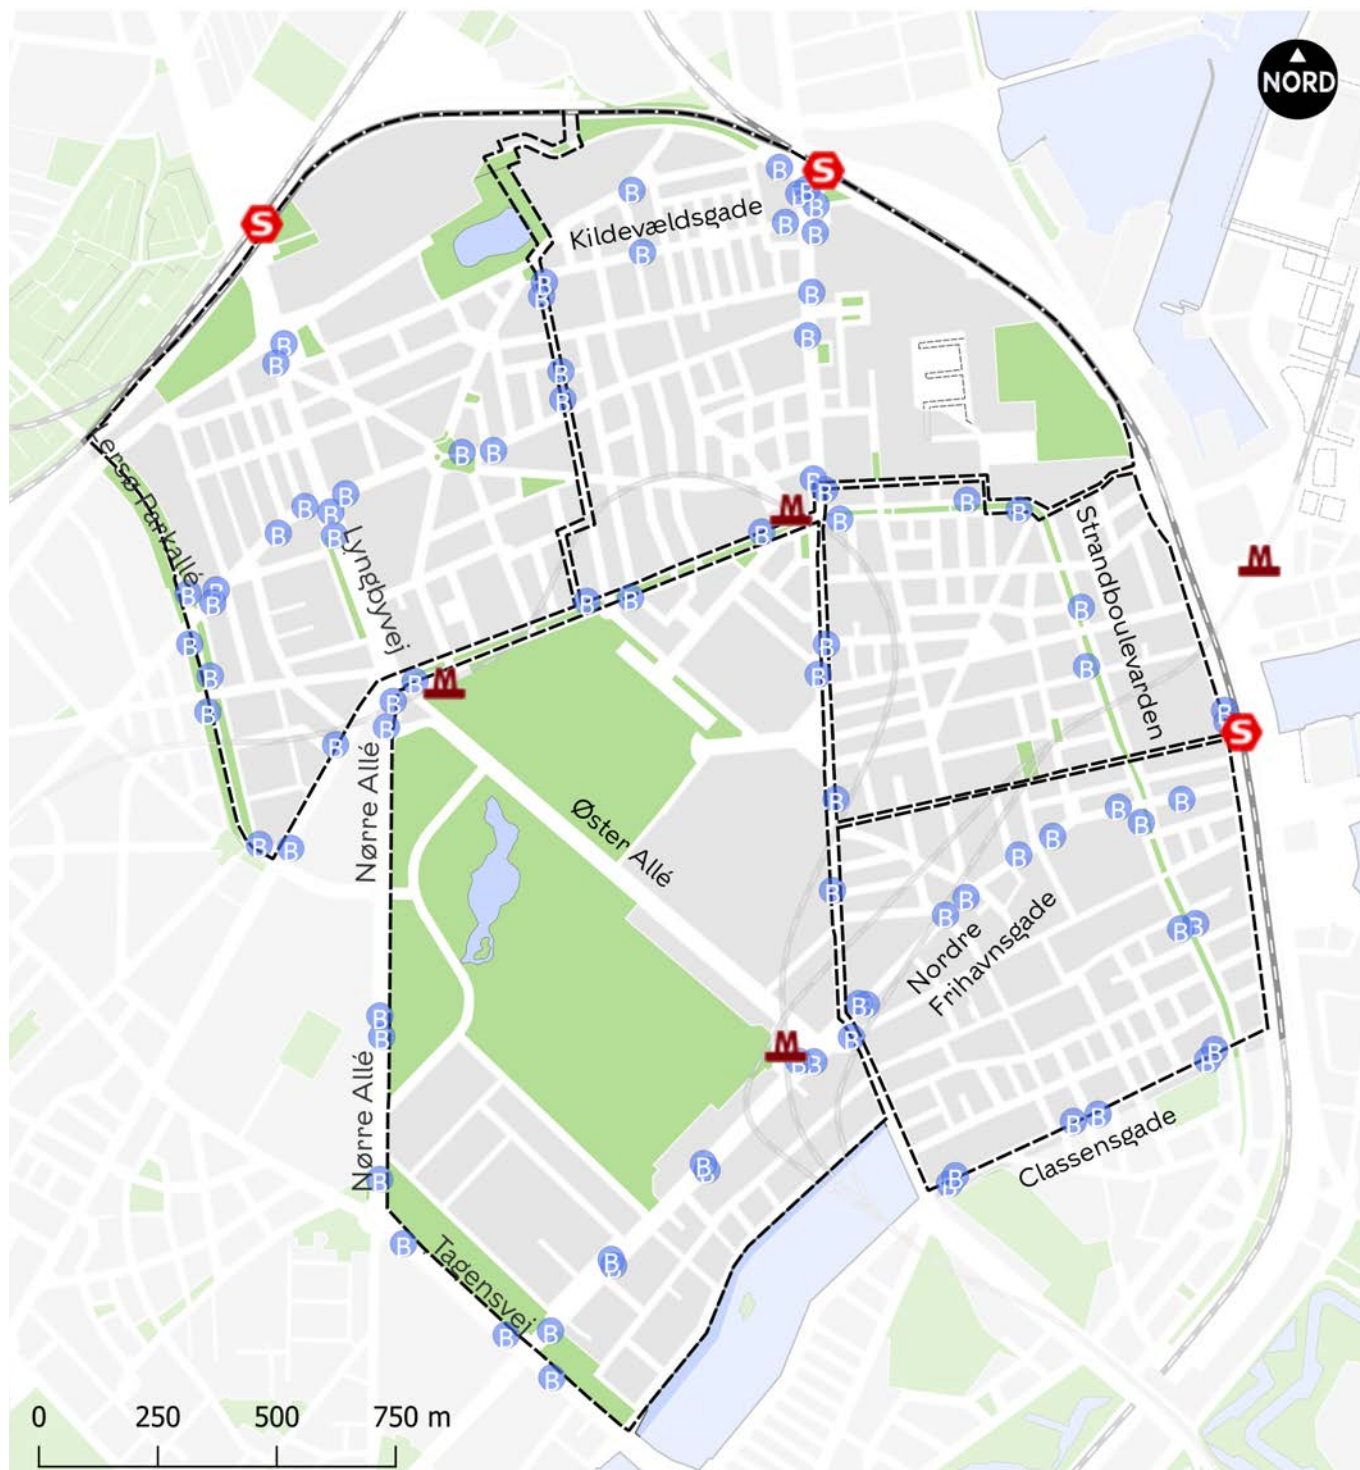 NORD
S
S
Kildevældsgade
Lersø Parkallé
Lyngbyvej
M
M
M
Strandboulevarden
S
Nørre Allé
Øster Allé
Nordre
Frihavnsgade
M
Nørre Allé
Classensgade
Tagensvej
0 250 500 750 m